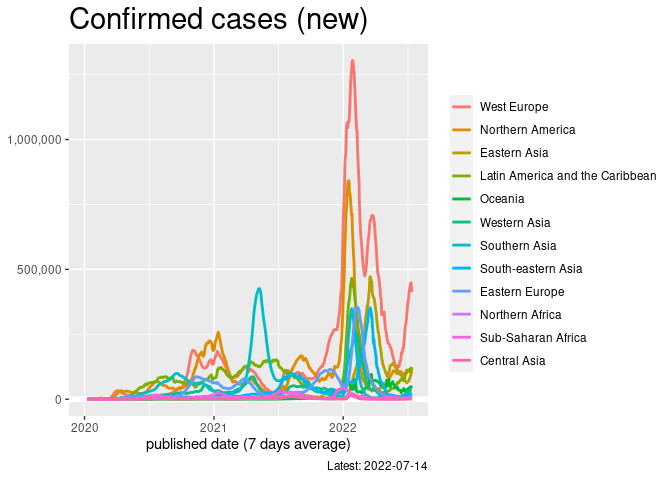 Confirmed cases (new)
1,000,000
500,000
0
2020
2021
2022
published date (7 days average)
West Europe
Northern America
Eastern Asia
Latin America and the Caribbean
Oceania
Western Asia
Southern Asia
South-eastern Asia
Eastern Europe
Northern Africa
Sub-Saharan Africa
Central Asia
Latest: 2022-07-14